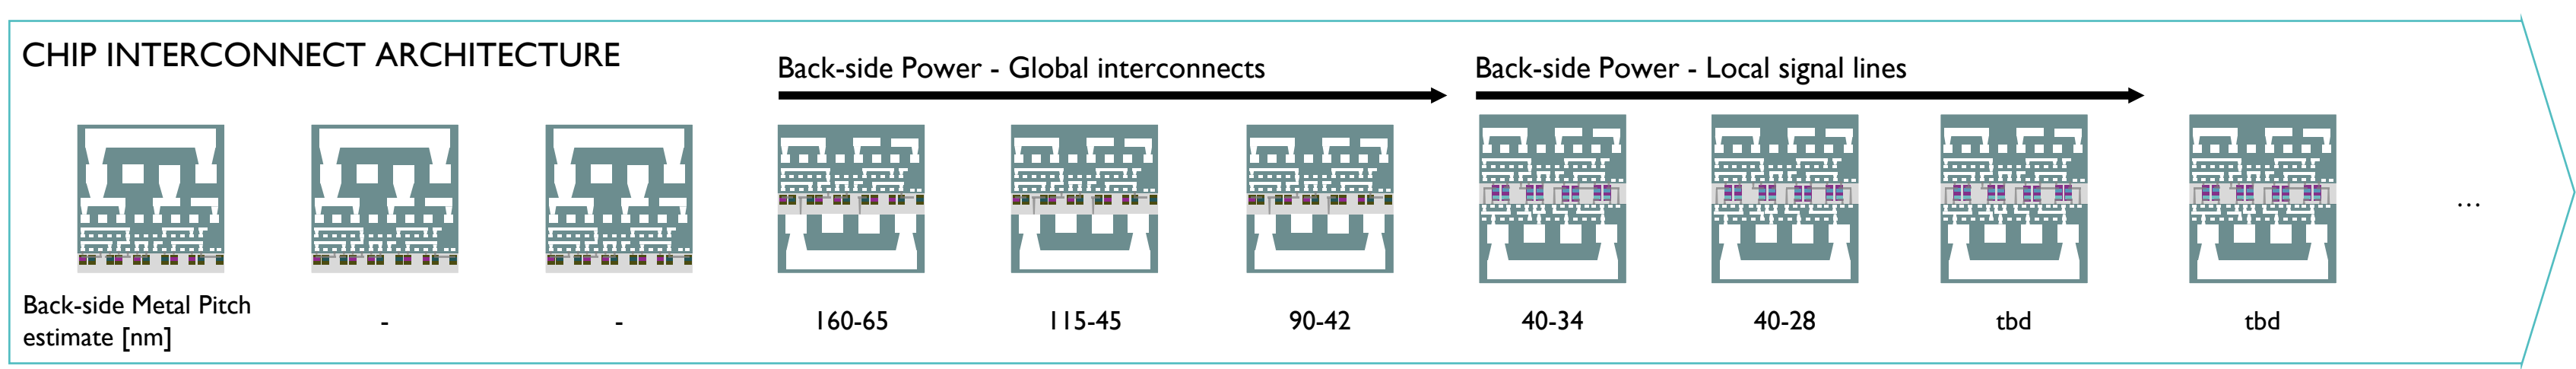 CHIP INTERCONNECT ARCHITECTURE
Back-side Power - Global interconnects
Back-side Power - Local signal lines
Back-side Metal Pitch
estimate [nm]
-
-
160-65
115-45
90-42
40-34
40-28
tbd
tbd
...